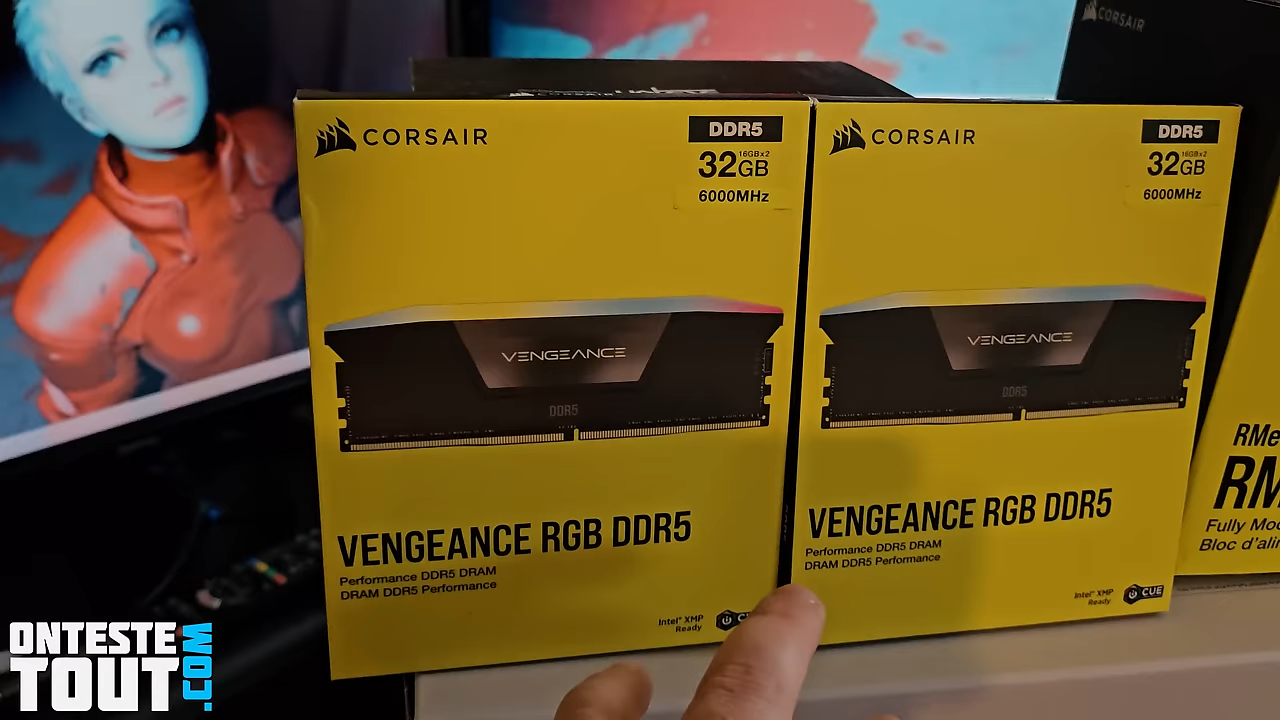 CORSAIR
CORSAIR
DDR5
32GB 16GBx2
6000MHz
VENGEANCE
DDR5
VENGEANCE RGB DDR5
Performance DDR5 DRAM
DRAM DDR5 Performance
Intel® XMP
Ready
CORSAIR
DDR5
32GB 16GBx2
6000MHz
VENGEANCE
DDR5
VENGEANCE RGB DDR5
Performance DDR5 DRAM
DRAM DDR5 Performance
Intel® XMP
Ready
CUE
RMe
RM
Fully Mod
Bloc d'ali
ONTESTE
TOUT
.COM